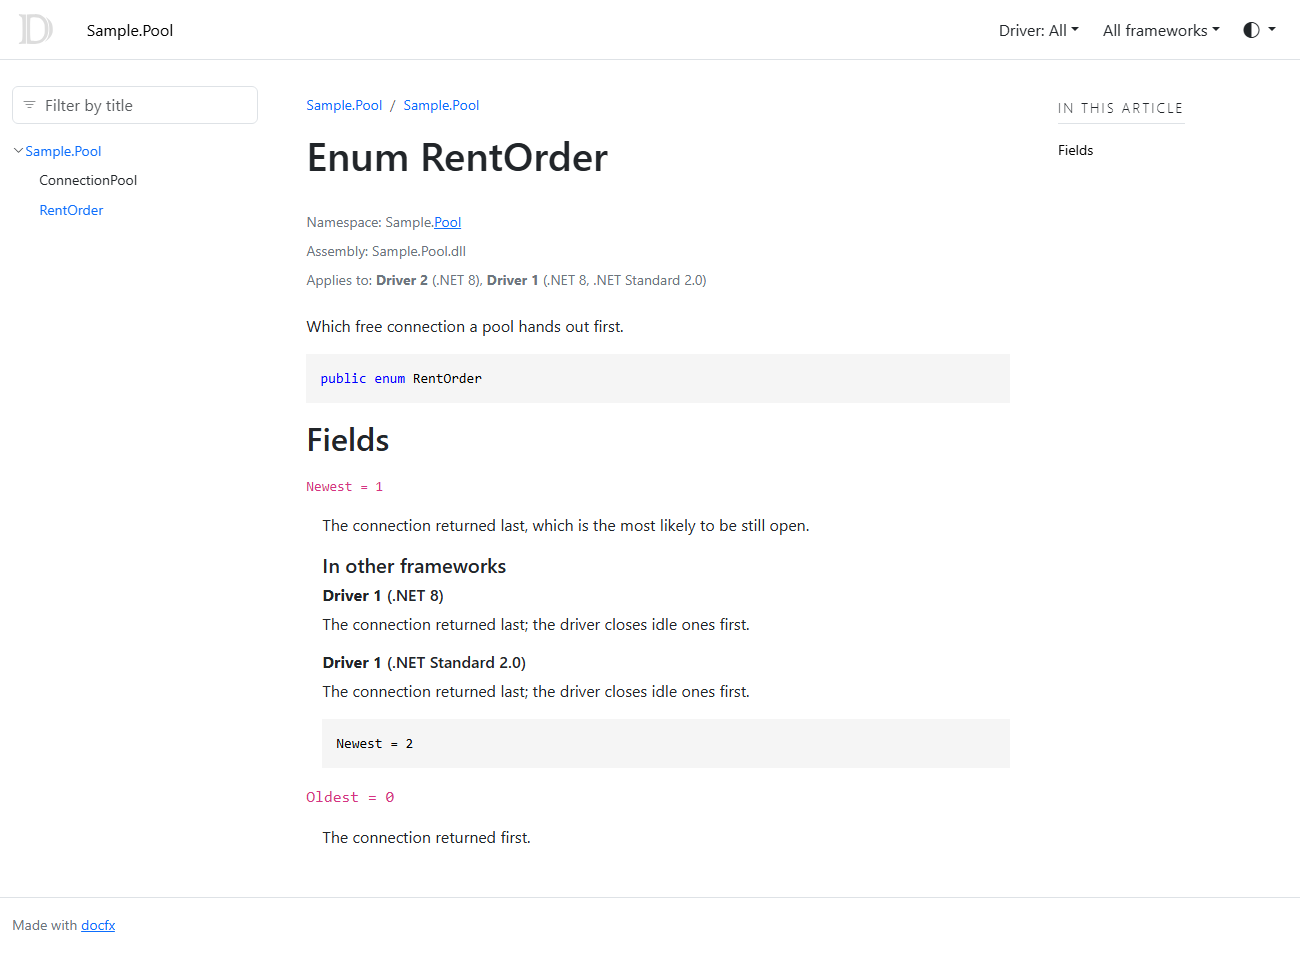 D
Sample.Pool
Driver: All
All frameworks
Filter by title
Sample.Pool
ConnectionPool
RentOrder
Sample.Pool / Sample.Pool
Enum RentOrder
Namespace: Sample.Pool
Assembly: Sample.Pool.dll
Applies to: Driver 2 (.NET 8), Driver 1 (.NET 8, .NET Standard 2.0)
Which free connection a pool hands out first.
public enum RentOrder
Fields
Newest = 1
The connection returned last, which is the most likely to be still open.
In other frameworks
Driver 1 (.NET 8)
The connection returned last; the driver closes idle ones first.
Driver 1 (.NET Standard 2.0)
The connection returned last; the driver closes idle ones first.
Newest = 2
Oldest = 0
The connection returned first.
IN THIS ARTICLE
Fields
Made with docfx